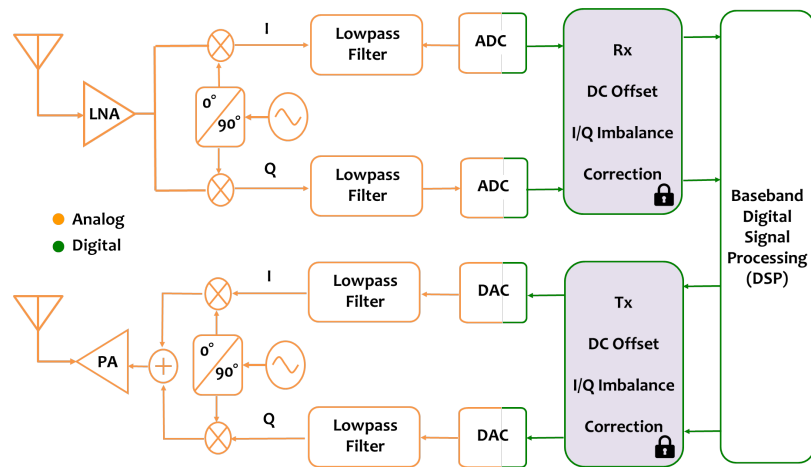 I
Lowpass
Filter
ADC
Rx
DC Offset
I/Q Imbalance
Correction
LNA
0°
90°
Q
Lowpass
Filter
ADC
Analog
Digital
Baseband
Digital
Signal
Processing
(DSP)
I
Lowpass
Filter
DAC
Tx
DC Offset
I/Q Imbalance
Correction
PA
+
0°
90°
Q
Lowpass
Filter
DAC